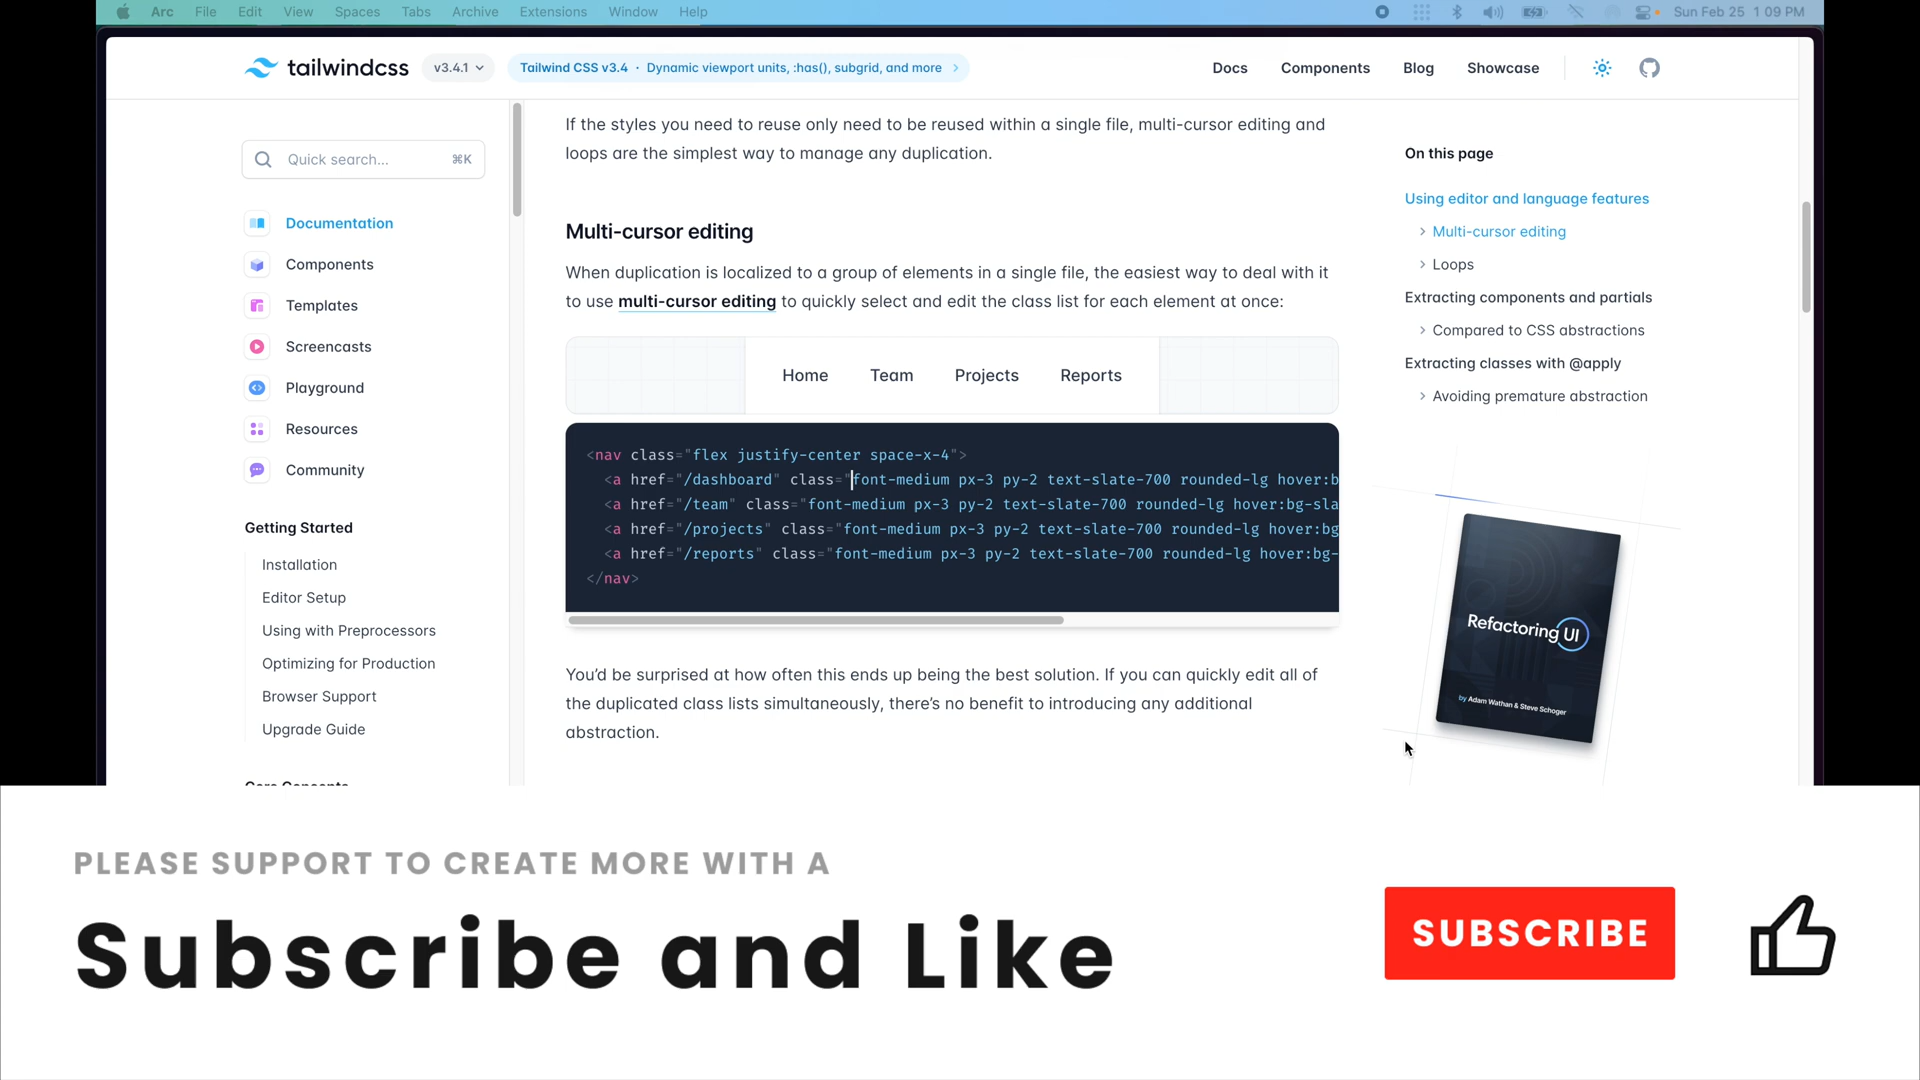 Arc File Edit View Spaces Tabs Archive Extensions Window Help Sun Feb 25 1 09 PM
tailwindcss v3.4.1 Tailwind CSS v3.4 · Dynamic viewport units, :has(), subgrid, and more Docs Components Blog Showcase
Quick search... ⌘K
Documentation
Components
Templates
Screencasts
Playground
Resources
Community
Getting Started
Installation
Editor Setup
Using with Preprocessors
Optimizing for Production
Browser Support
Upgrade Guide
Core Concepts
If the styles you need to reuse only need to be reused within a single file, multi-cursor editing and
loops are the simplest way to manage any duplication.
Multi-cursor editing
When duplication is localized to a group of elements in a single file, the easiest way to deal with it
to use multi-cursor editing to quickly select and edit the class list for each element at once:
Home Team Projects Reports
<nav class="flex justify-center space-x-4">
<a href="/dashboard" class="font-medium px-3 py-2 text-slate-700 rounded-lg hover:b
<a href="/team" class="font-medium px-3 py-2 text-slate-700 rounded-lg hover:bg-sla
<a href="/projects" class="font-medium px-3 py-2 text-slate-700 rounded-lg hover:bg
<a href="/reports" class="font-medium px-3 py-2 text-slate-700 rounded-lg hover:bg-
</nav>
You'd be surprised at how often this ends up being the best solution. If you can quickly edit all of
the duplicated class lists simultaneously, there's no benefit to introducing any additional
abstraction.
On this page
Using editor and language features
Multi-cursor editing
Loops
Extracting components and partials
Compared to CSS abstractions
Extracting classes with @apply
Avoiding premature abstraction
Refactoring UI
by Adam Wathan & Steve Schoger
PLEASE SUPPORT TO CREATE MORE WITH A
Subscribe and Like
SUBSCRIBE